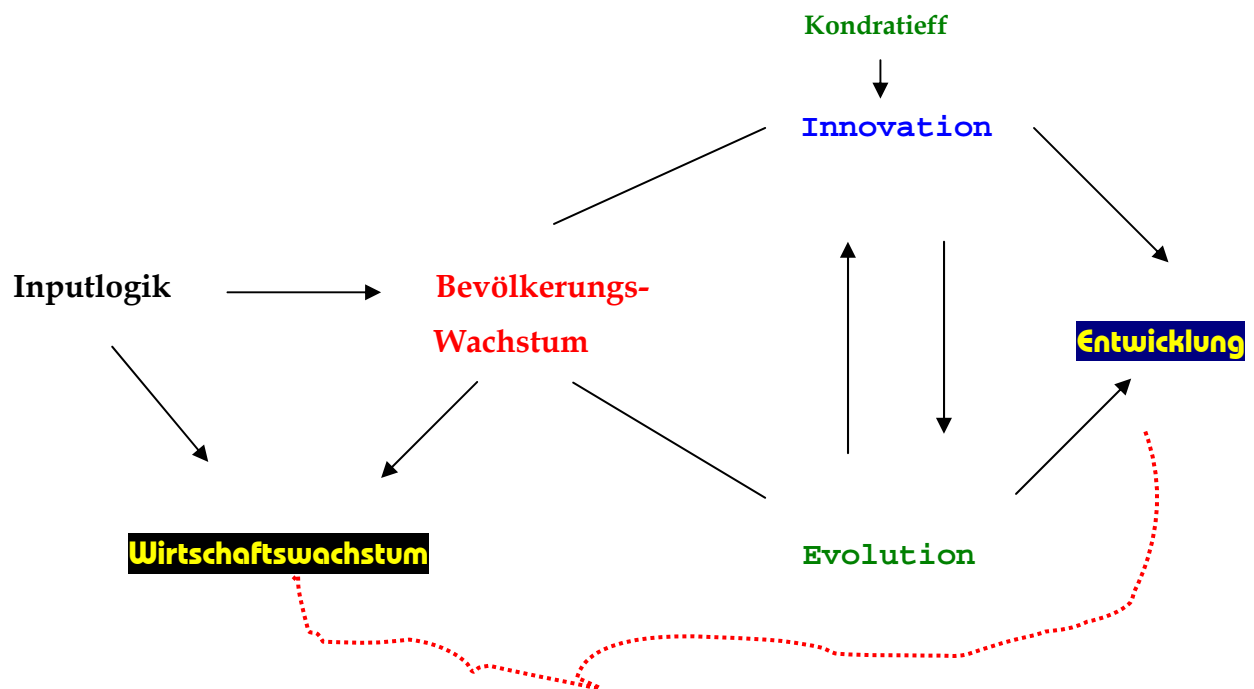 Kondratieff
Innovation
Inputlogik
Bevölkerungs-
Wachstum
Entwicklung
Wirtschaftswachstum
Evolution